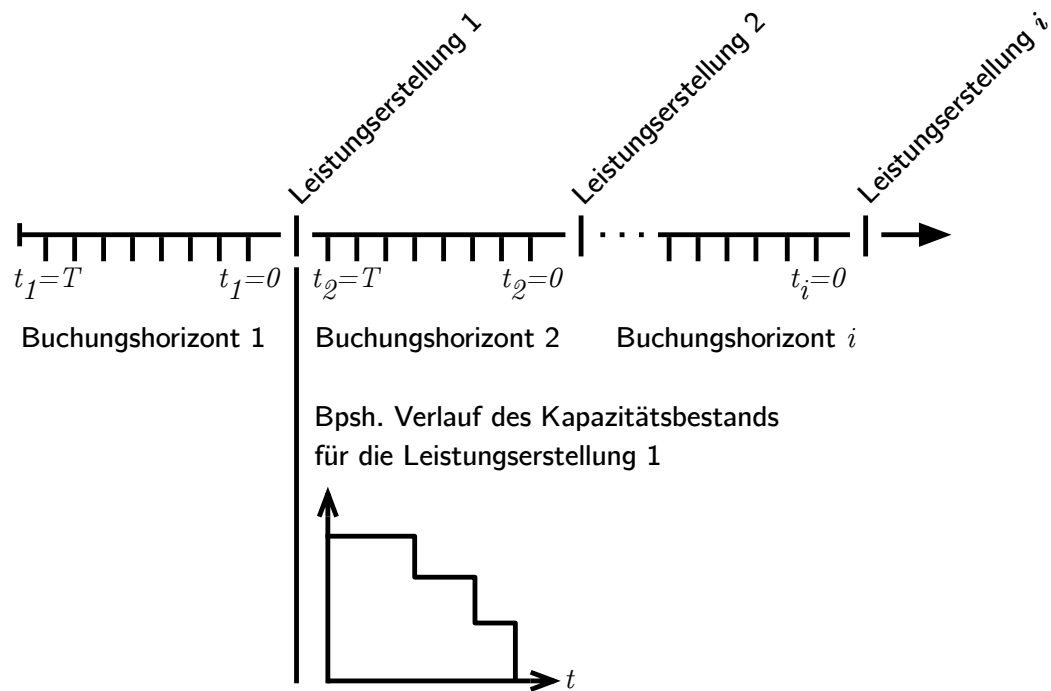 Leistungserstellung 1
Leistungserstellung 2
Leistungserstellung i
t₁=T
t₁=0
t₂=T
t₂=0
tᵢ=0
Buchungshorizont 1
Buchungshorizont 2
Buchungshorizont i
Bpsh. Verlauf des Kapazitätsbestands
für die Leistungserstellung 1
t